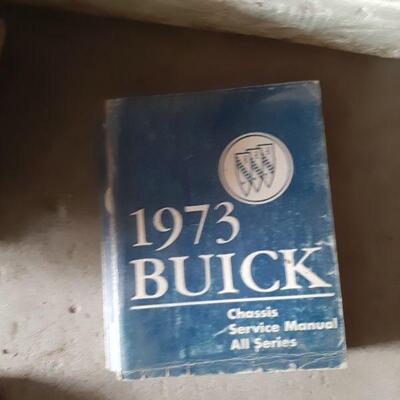 1973
BUICK
Chassis
Service Manual
All Series